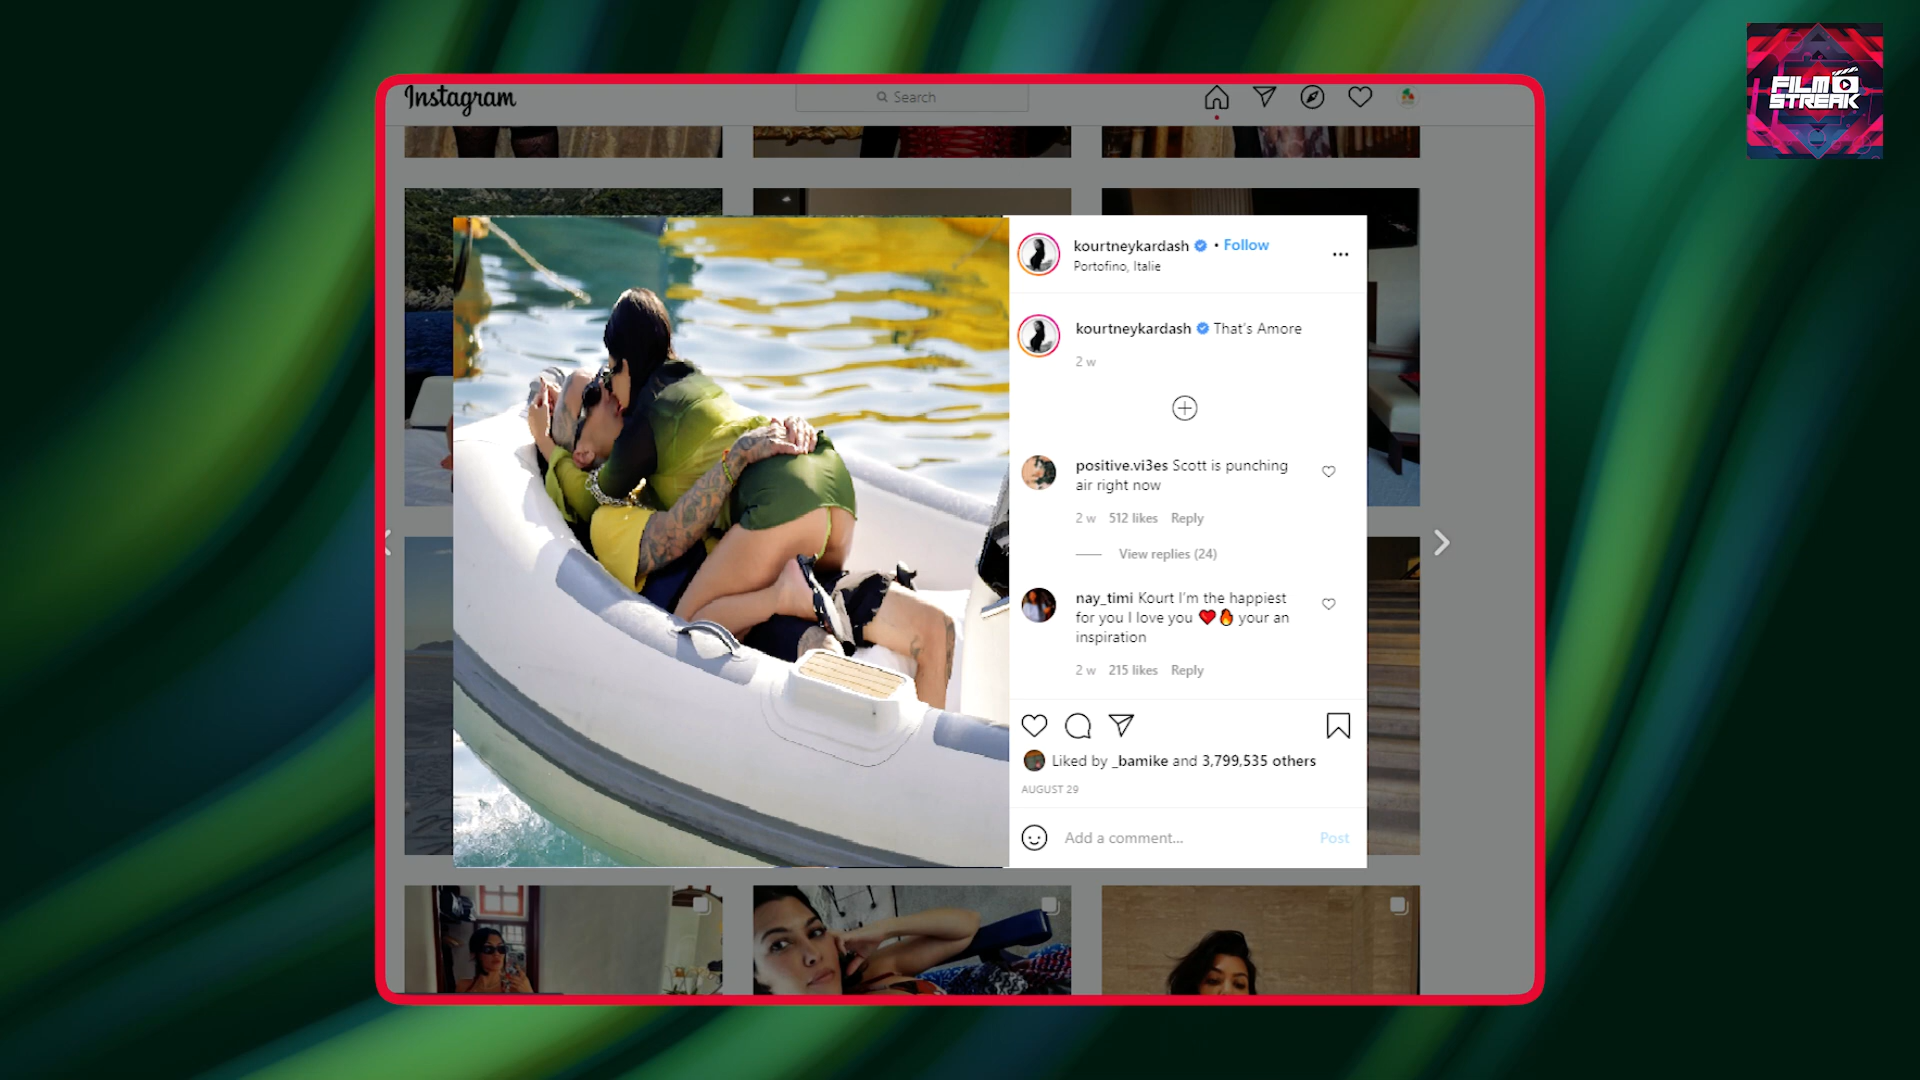 Instagram
Search
FILM
STREAK
kourtneykardash • Follow
Portofino, Italie
kourtneykardash That's Amore
2 w
positive.vi3es Scott is punching
air right now
2 w 512 likes Reply
View replies (24)
nay_timi Kourt I'm the happiest
for you I love you ❤️🔥 your an
inspiration
2 w 215 likes Reply
Liked by _bamike and 3,799,535 others
AUGUST 29
Add a comment... Post